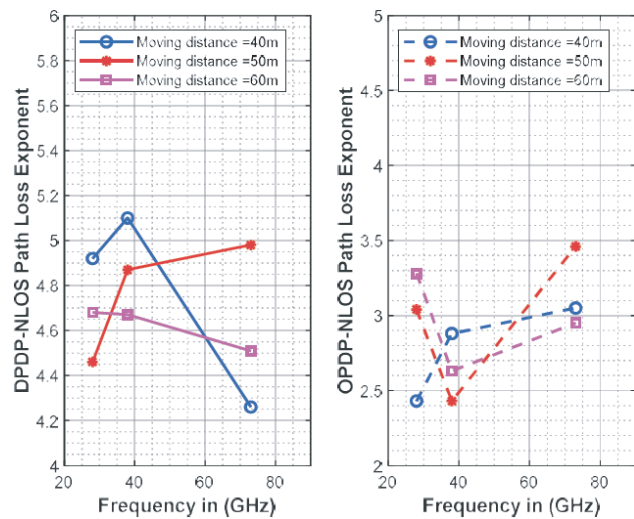 6
5.8
5.6
5.4
5.2
5
4.8
4.6
4.4
4.2
4
20
40
60
80
DPDP-NLOS Path Loss Exponent
Frequency in (GHz)
Moving distance =40m
Moving distance =50m
Moving distance =60m
5
4.5
4
3.5
3
2.5
2
20
40
60
80
OPDP-NLOS Path Loss Exponent
Frequency in (GHz)
Moving distance =40m
Moving distance =50m
Moving distance =60m